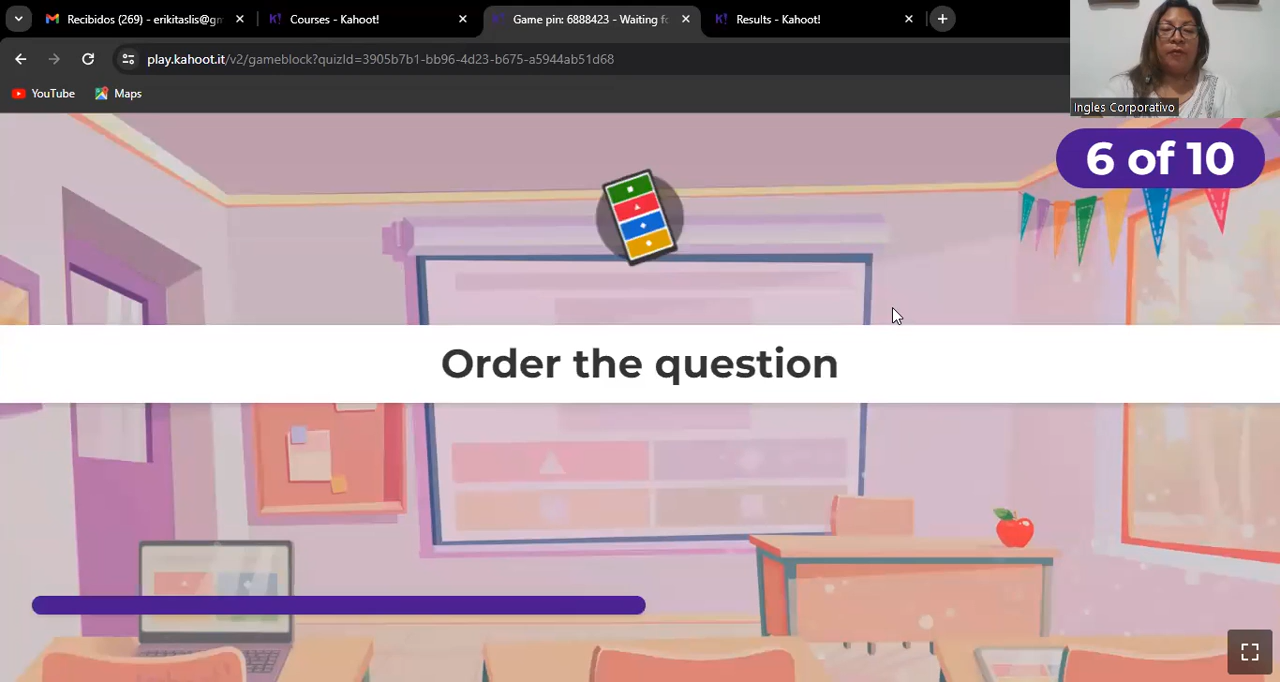 Recibidos (269) - erikitaslis@gm
Courses - Kahoot!
Game pin: 6888423 - Waiting fo
Results - Kahoot!
play.kahoot.it/v2/gameblock?quizId=3905b7b1-bb96-4d23-b675-a5944ab51d68
YouTube
Maps
Ingles Corporativo
6 of 10
Order the question